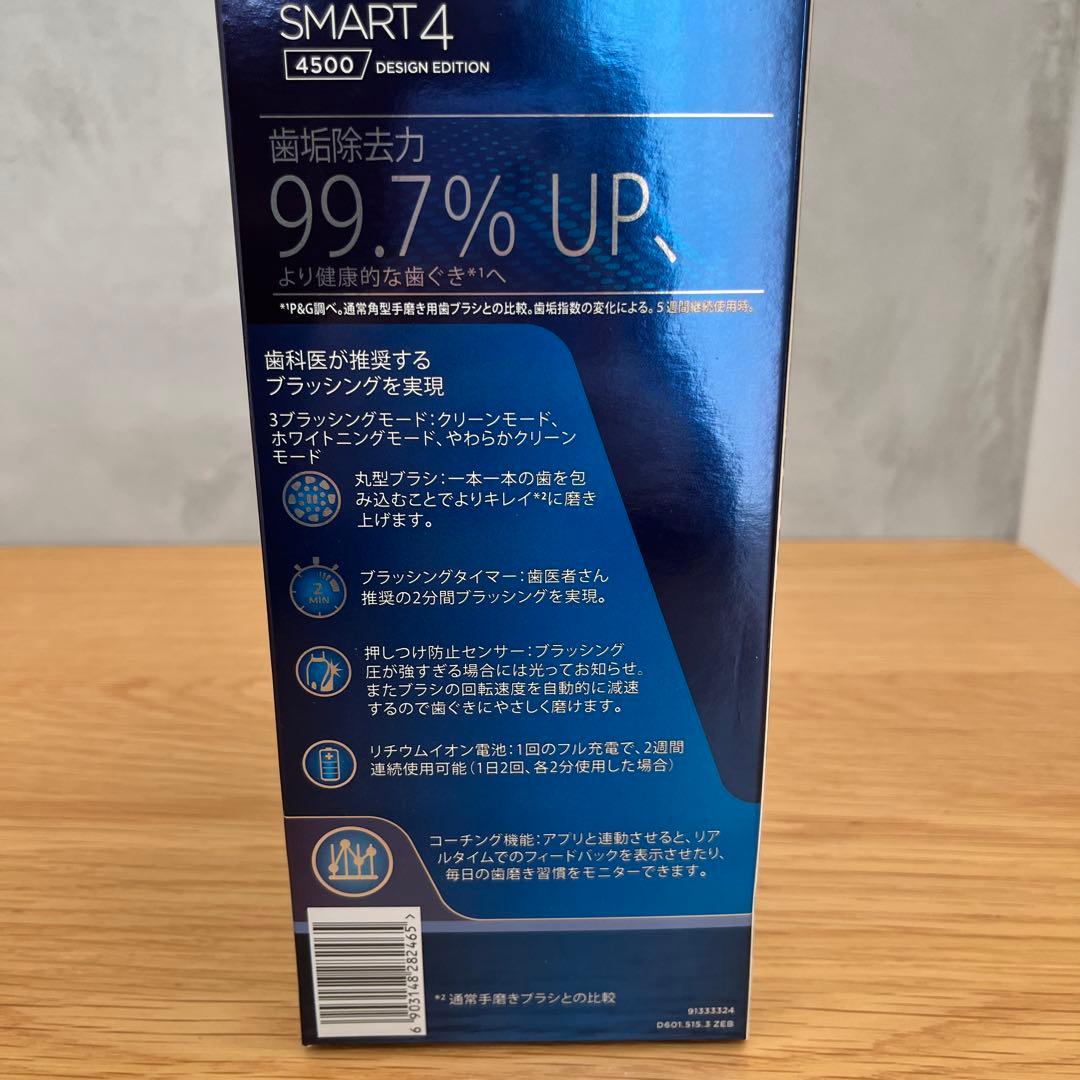 SMART4
4500 DESIGN EDITION
歯垢除去力
99.7% UP、
より健康的な歯ぐき*1へ
*1P&G調べ。通常角型手磨き用歯ブラシとの比較。歯垢指数の変化による。5週間継続使用時。
歯科医が推奨する
ブラッシングを実現
3ブラッシングモード:クリーンモード、
ホワイトニングモード、やわらかクリーン
モード
丸型ブラシ:一本一本の歯を包
み込むことでよりキレイ*2に磨き
上げます。
2
MIN
ブラッシングタイマー:歯医者さん
推奨の2分間ブラッシングを実現。
押しつけ防止センサー:ブラッシング
圧が強すぎる場合には光ってお知らせ。
またブラシの回転速度を自動的に減速
するので歯ぐきにやさしく磨けます。
リチウムイオン電池:1回のフル充電で、2週間
連続使用可能(1日2回、各2分使用した場合)
コーチング機能:アプリと連動させると、リア
ルタイムでのフィードバックを表示させたり、
毎日の歯磨き習慣をモニターできます。
6 903148 282465 >
*2 通常手磨きブラシとの比較
91333324
D601.515.3 ZEB